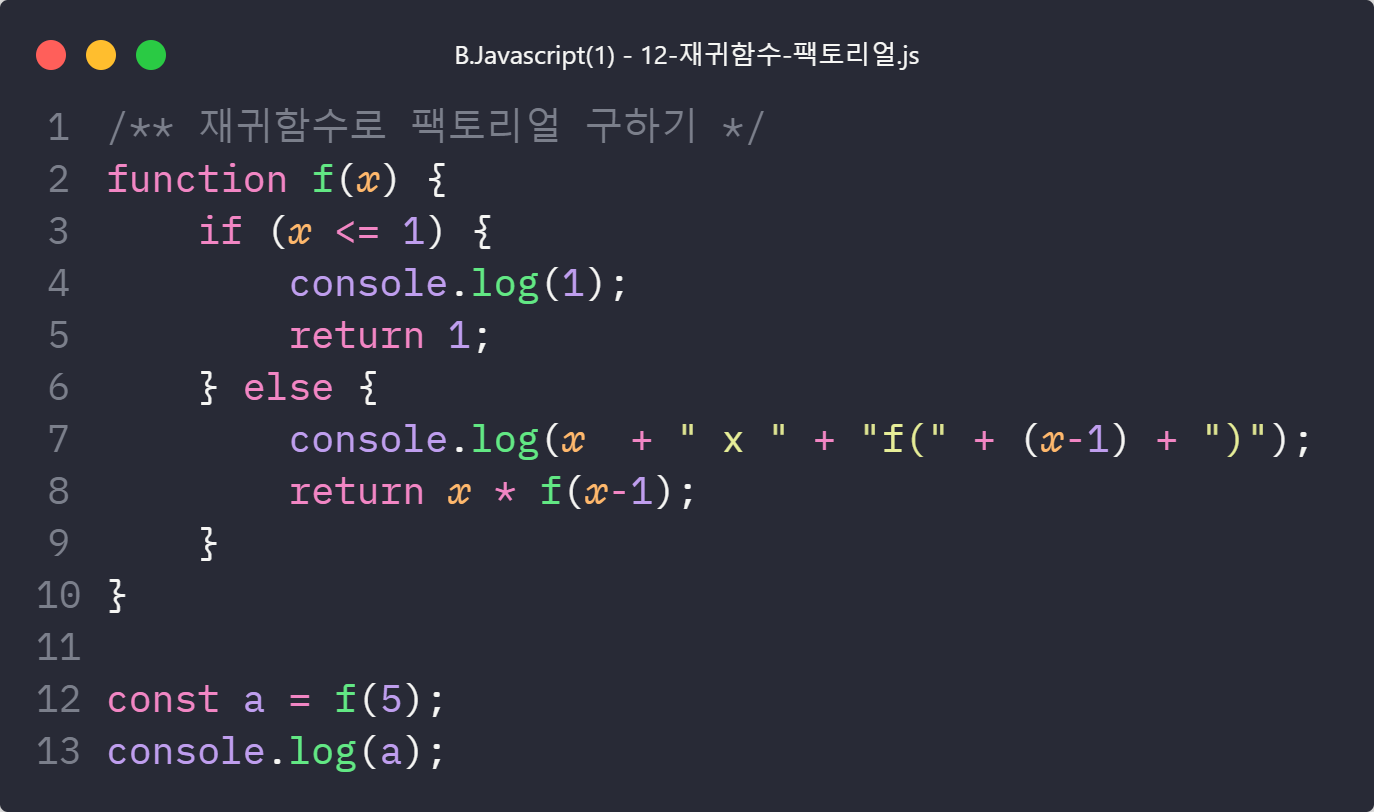 B.Javascript(1) - 12-재귀함수-팩토리얼.js
1 /** 재귀함수로 팩토리얼 구하기 */
2 function f(x) {
3     if (x <= 1) {
4         console.log(1);
5         return 1;
6     } else {
7         console.log(x  + " x " + "f(" + (x-1) + ")");
8         return x * f(x-1);
9     }
10 }
11
12 const a = f(5);
13 console.log(a);